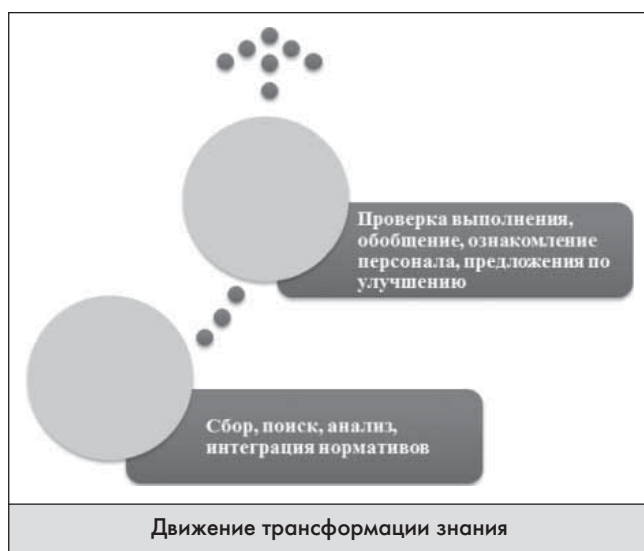 Проверка выполнения,
обобщение, ознакомление
персонала, предложения по
улучшению
Сбор, поиск, анализ,
интеграция нормативов
Движение трансформации знания